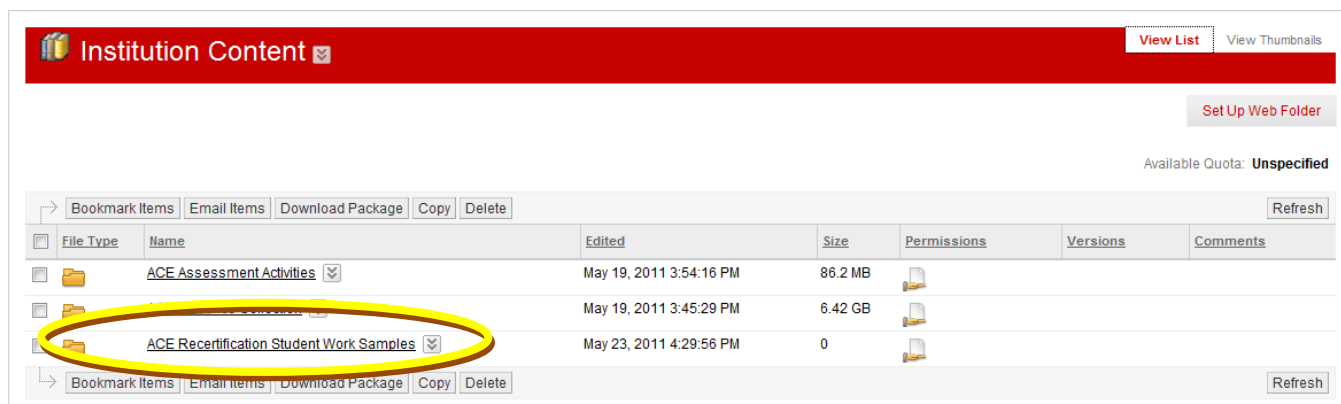 Institution Content
View List View Thumbnails
Set Up Web Folder
Available Quota: Unspecified
Bookmark Items Email Items Download Package Copy Delete Refresh
File Type Name Edited Size Permissions Versions Comments
ACE Assessment Activities May 19, 2011 3:54:16 PM 86.2 MB
May 19, 2011 3:45:29 PM 6.42 GB
ACE Recertification Student Work Samples May 23, 2011 4:29:56 PM 0
Bookmark Items Email Items Download Package Copy Delete Refresh